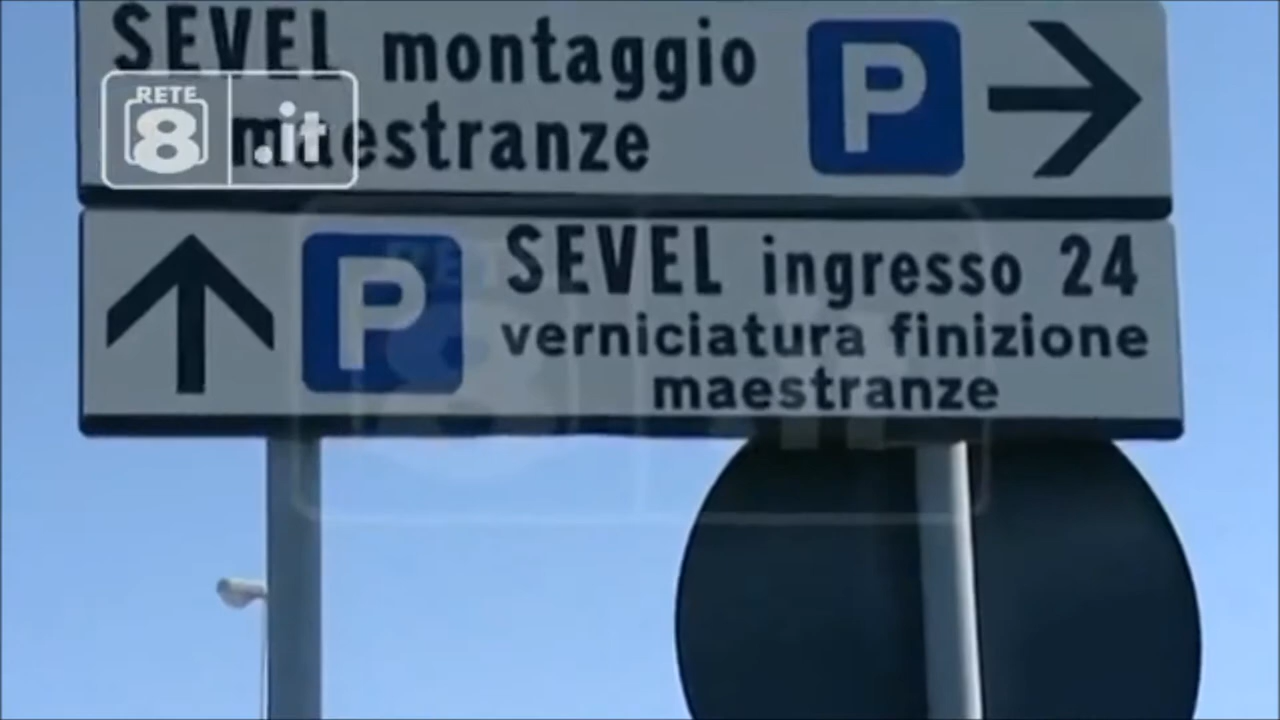 SEVEL montaggio P
RETE 8 .it
maestranze
P SEVEL ingresso 24
verniciatura finizione
maestranze